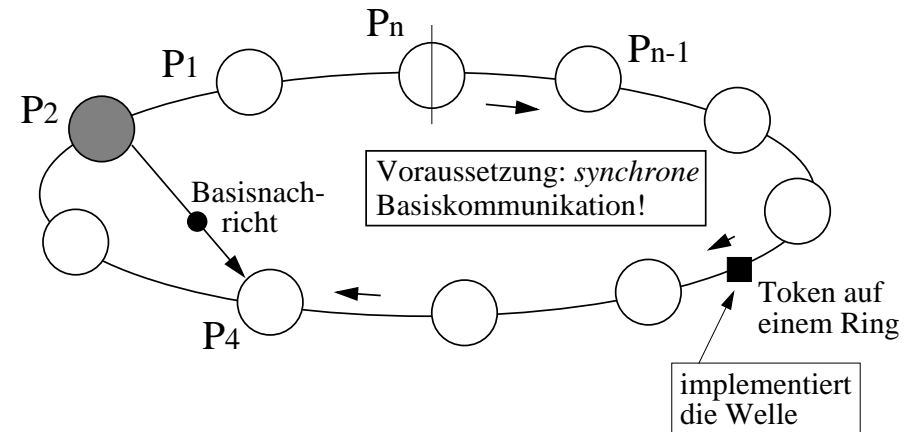 Pn
P1
Pn-1
P2
Voraussetzung: synchrone
Basiskommunikation!
Basisnach-
richt
Token auf
einem Ring
P4
implementiert
die Welle